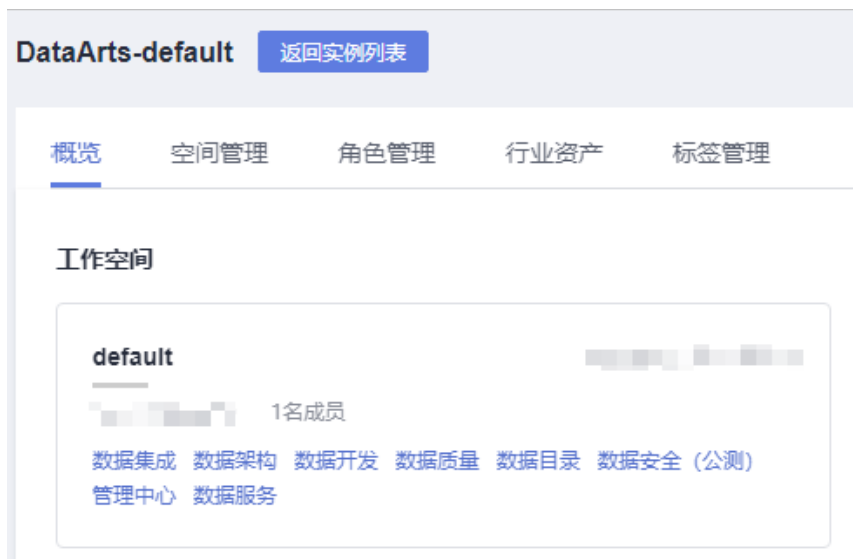 DataArts-default 返回实例列表
概览 空间管理 角色管理 行业资产 标签管理
工作空间
default
1名成员
数据集成 数据架构 数据开发 数据质量 数据目录 数据安全（公测）
管理中心 数据服务